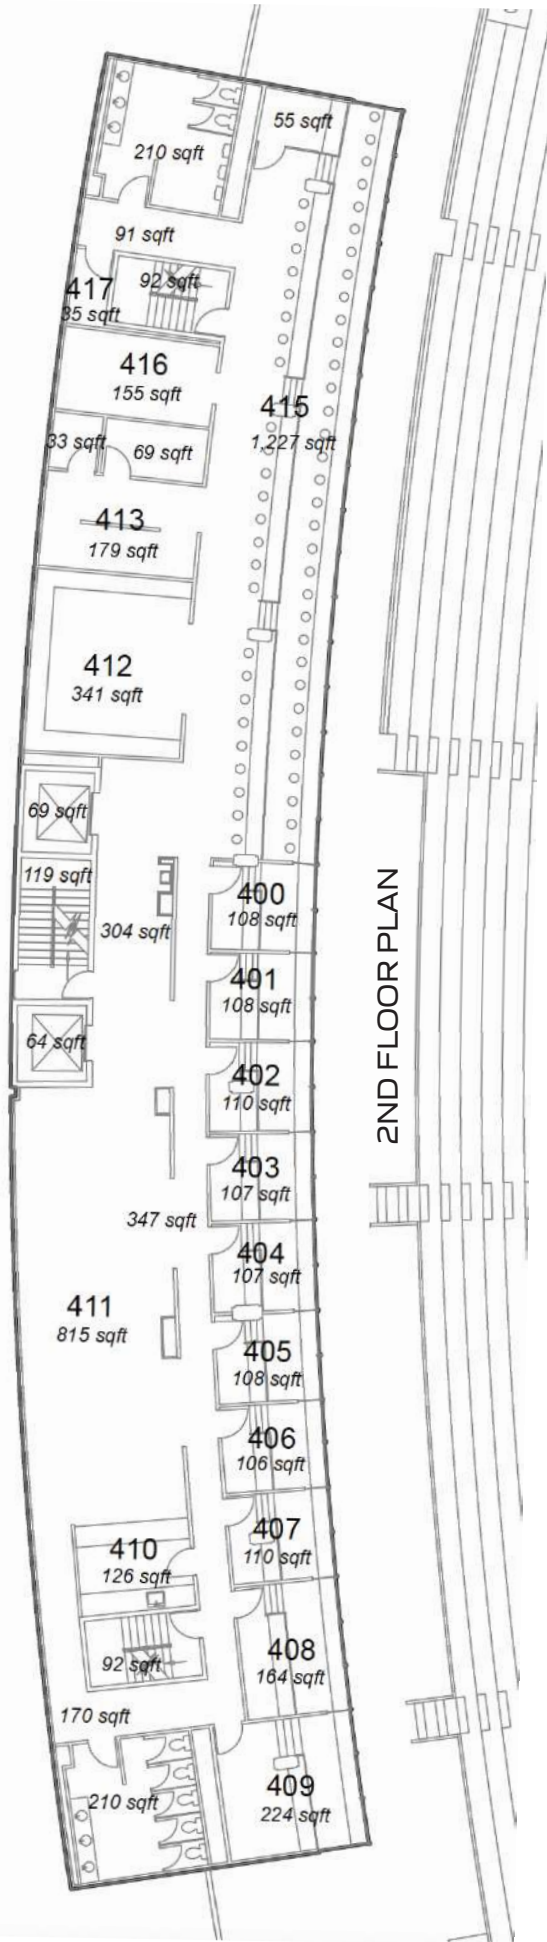 55 sqft
210 sqft
91 sqft
92 sqft
417
35 sqft
416
155 sqft
415
1,227 sqft
33 sqft
69 sqft
413
179 sqft
412
341 sqft
69 sqft
119 sqft
304 sqft
64 sqft
400
108 sqft
401
108 sqft
402
110 sqft
403
107 sqft
347 sqft
404
107 sqft
411
815 sqft
405
108 sqft
406
106 sqft
407
110 sqft
410
126 sqft
408
164 sqft
92 sqft
170 sqft
409
224 sqft
210 sqft
2ND FLOOR PLAN